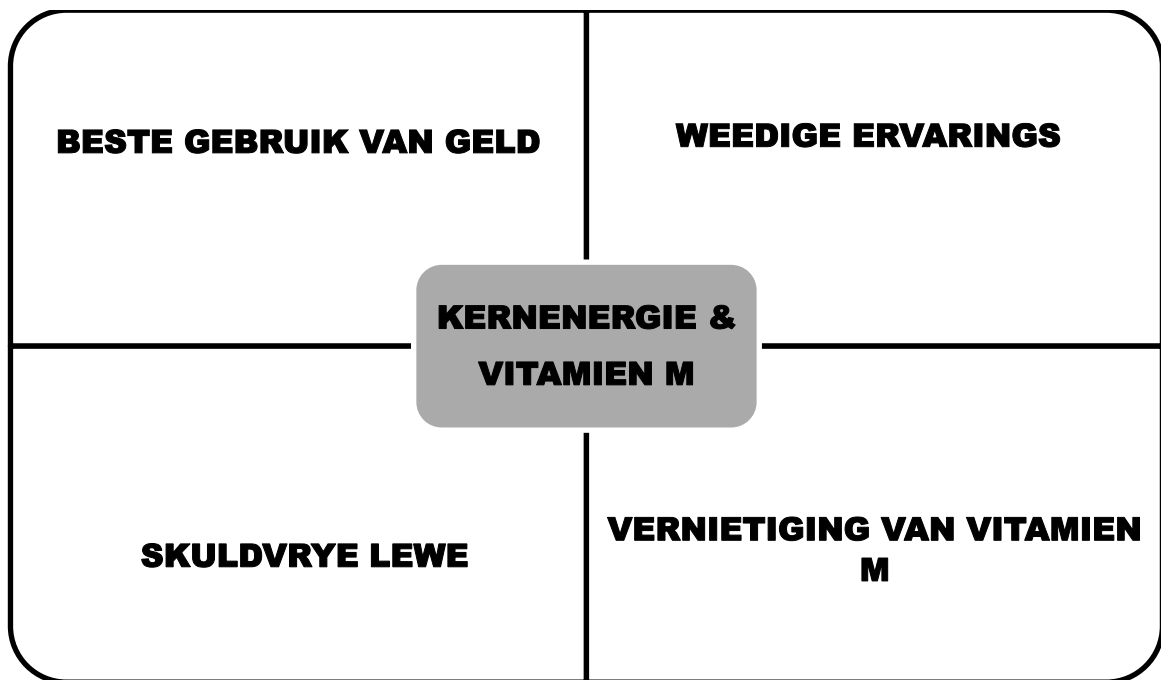 BESTE GEBRUIK VAN GELD
WEEDIGE ERVARINGS
KERNENERGIE &
VITAMIEN M
SKULDVRYE LEWE
VERNIETIGING VAN VITAMIEN
M